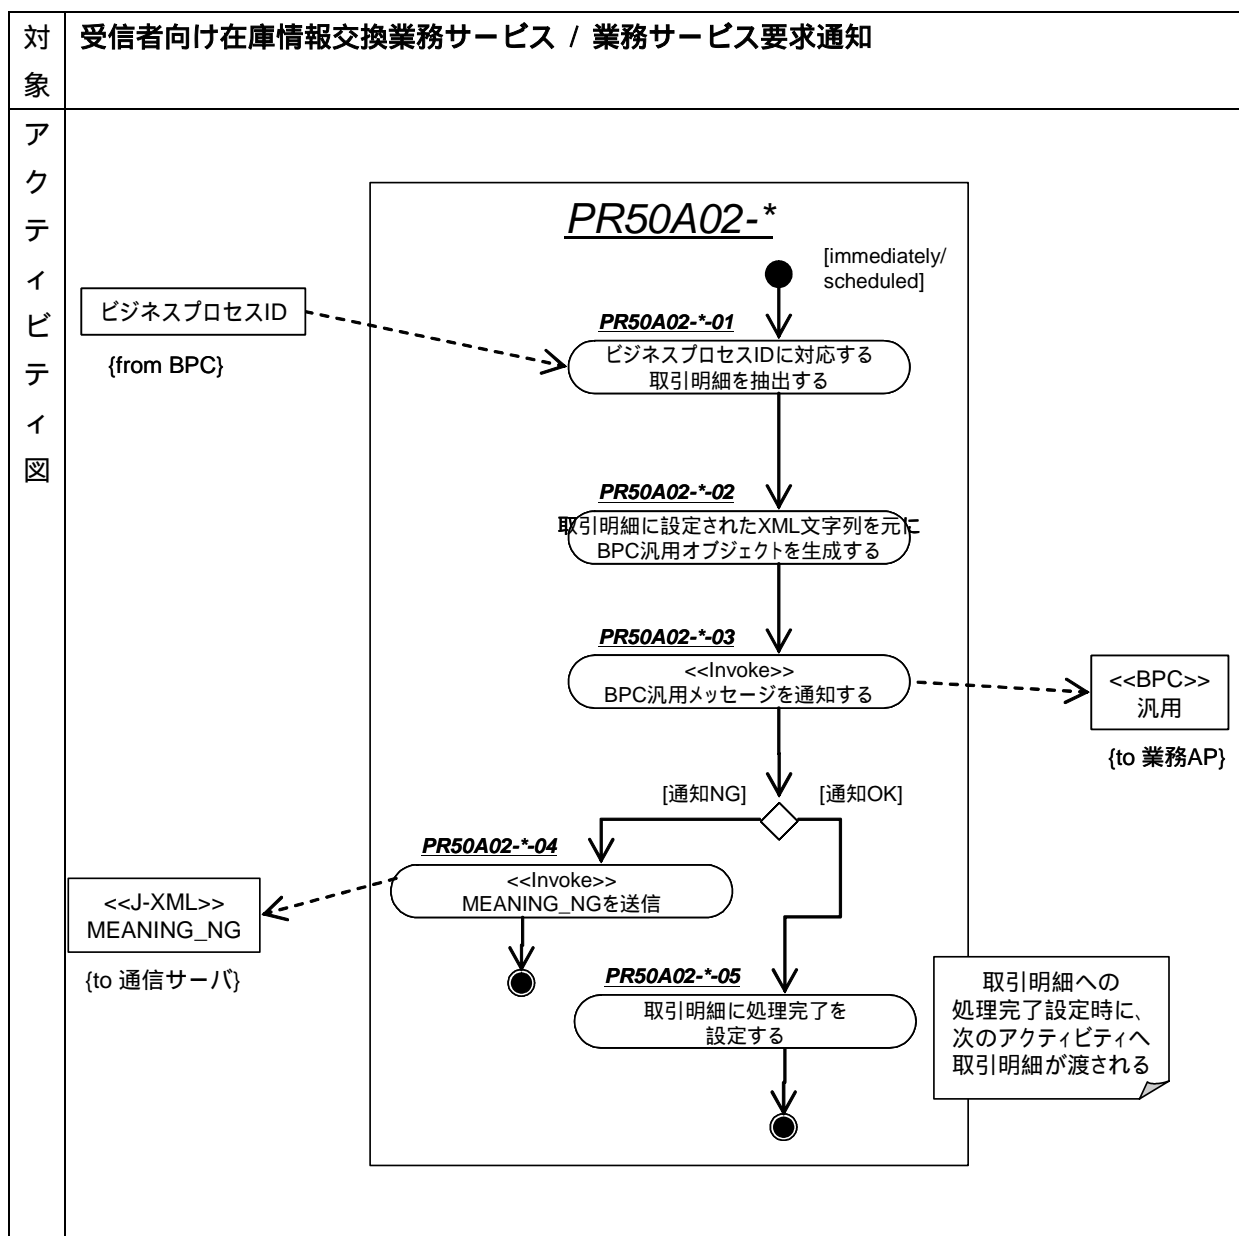 対象
受信者向け在庫情報交換業務サービス / 業務サービス要求通知
アクティビティ図
PR50A02-*
[immediately/
scheduled]
ビジネスプロセスID
{from BPC}
PR50A02-*-01
ビジネスプロセスIDに対応する
取引明細を抽出する
PR50A02-*-02
取引明細に設定されたXML文字列を元に
BPC汎用オブジェクトを生成する
PR50A02-*-03
<<Invoke>>
BPC汎用メッセージを通知する
<<BPC>>
汎用
{to 業務AP}
[通知NG]
[通知OK]
PR50A02-*-04
<<Invoke>>
MEANING_NGを送信
<<J-XML>>
MEANING_NG
{to 通信サーバ}
PR50A02-*-05
取引明細に処理完了を
設定する
取引明細への
処理完了設定時に、
次のアクティビティへ
取引明細が渡される